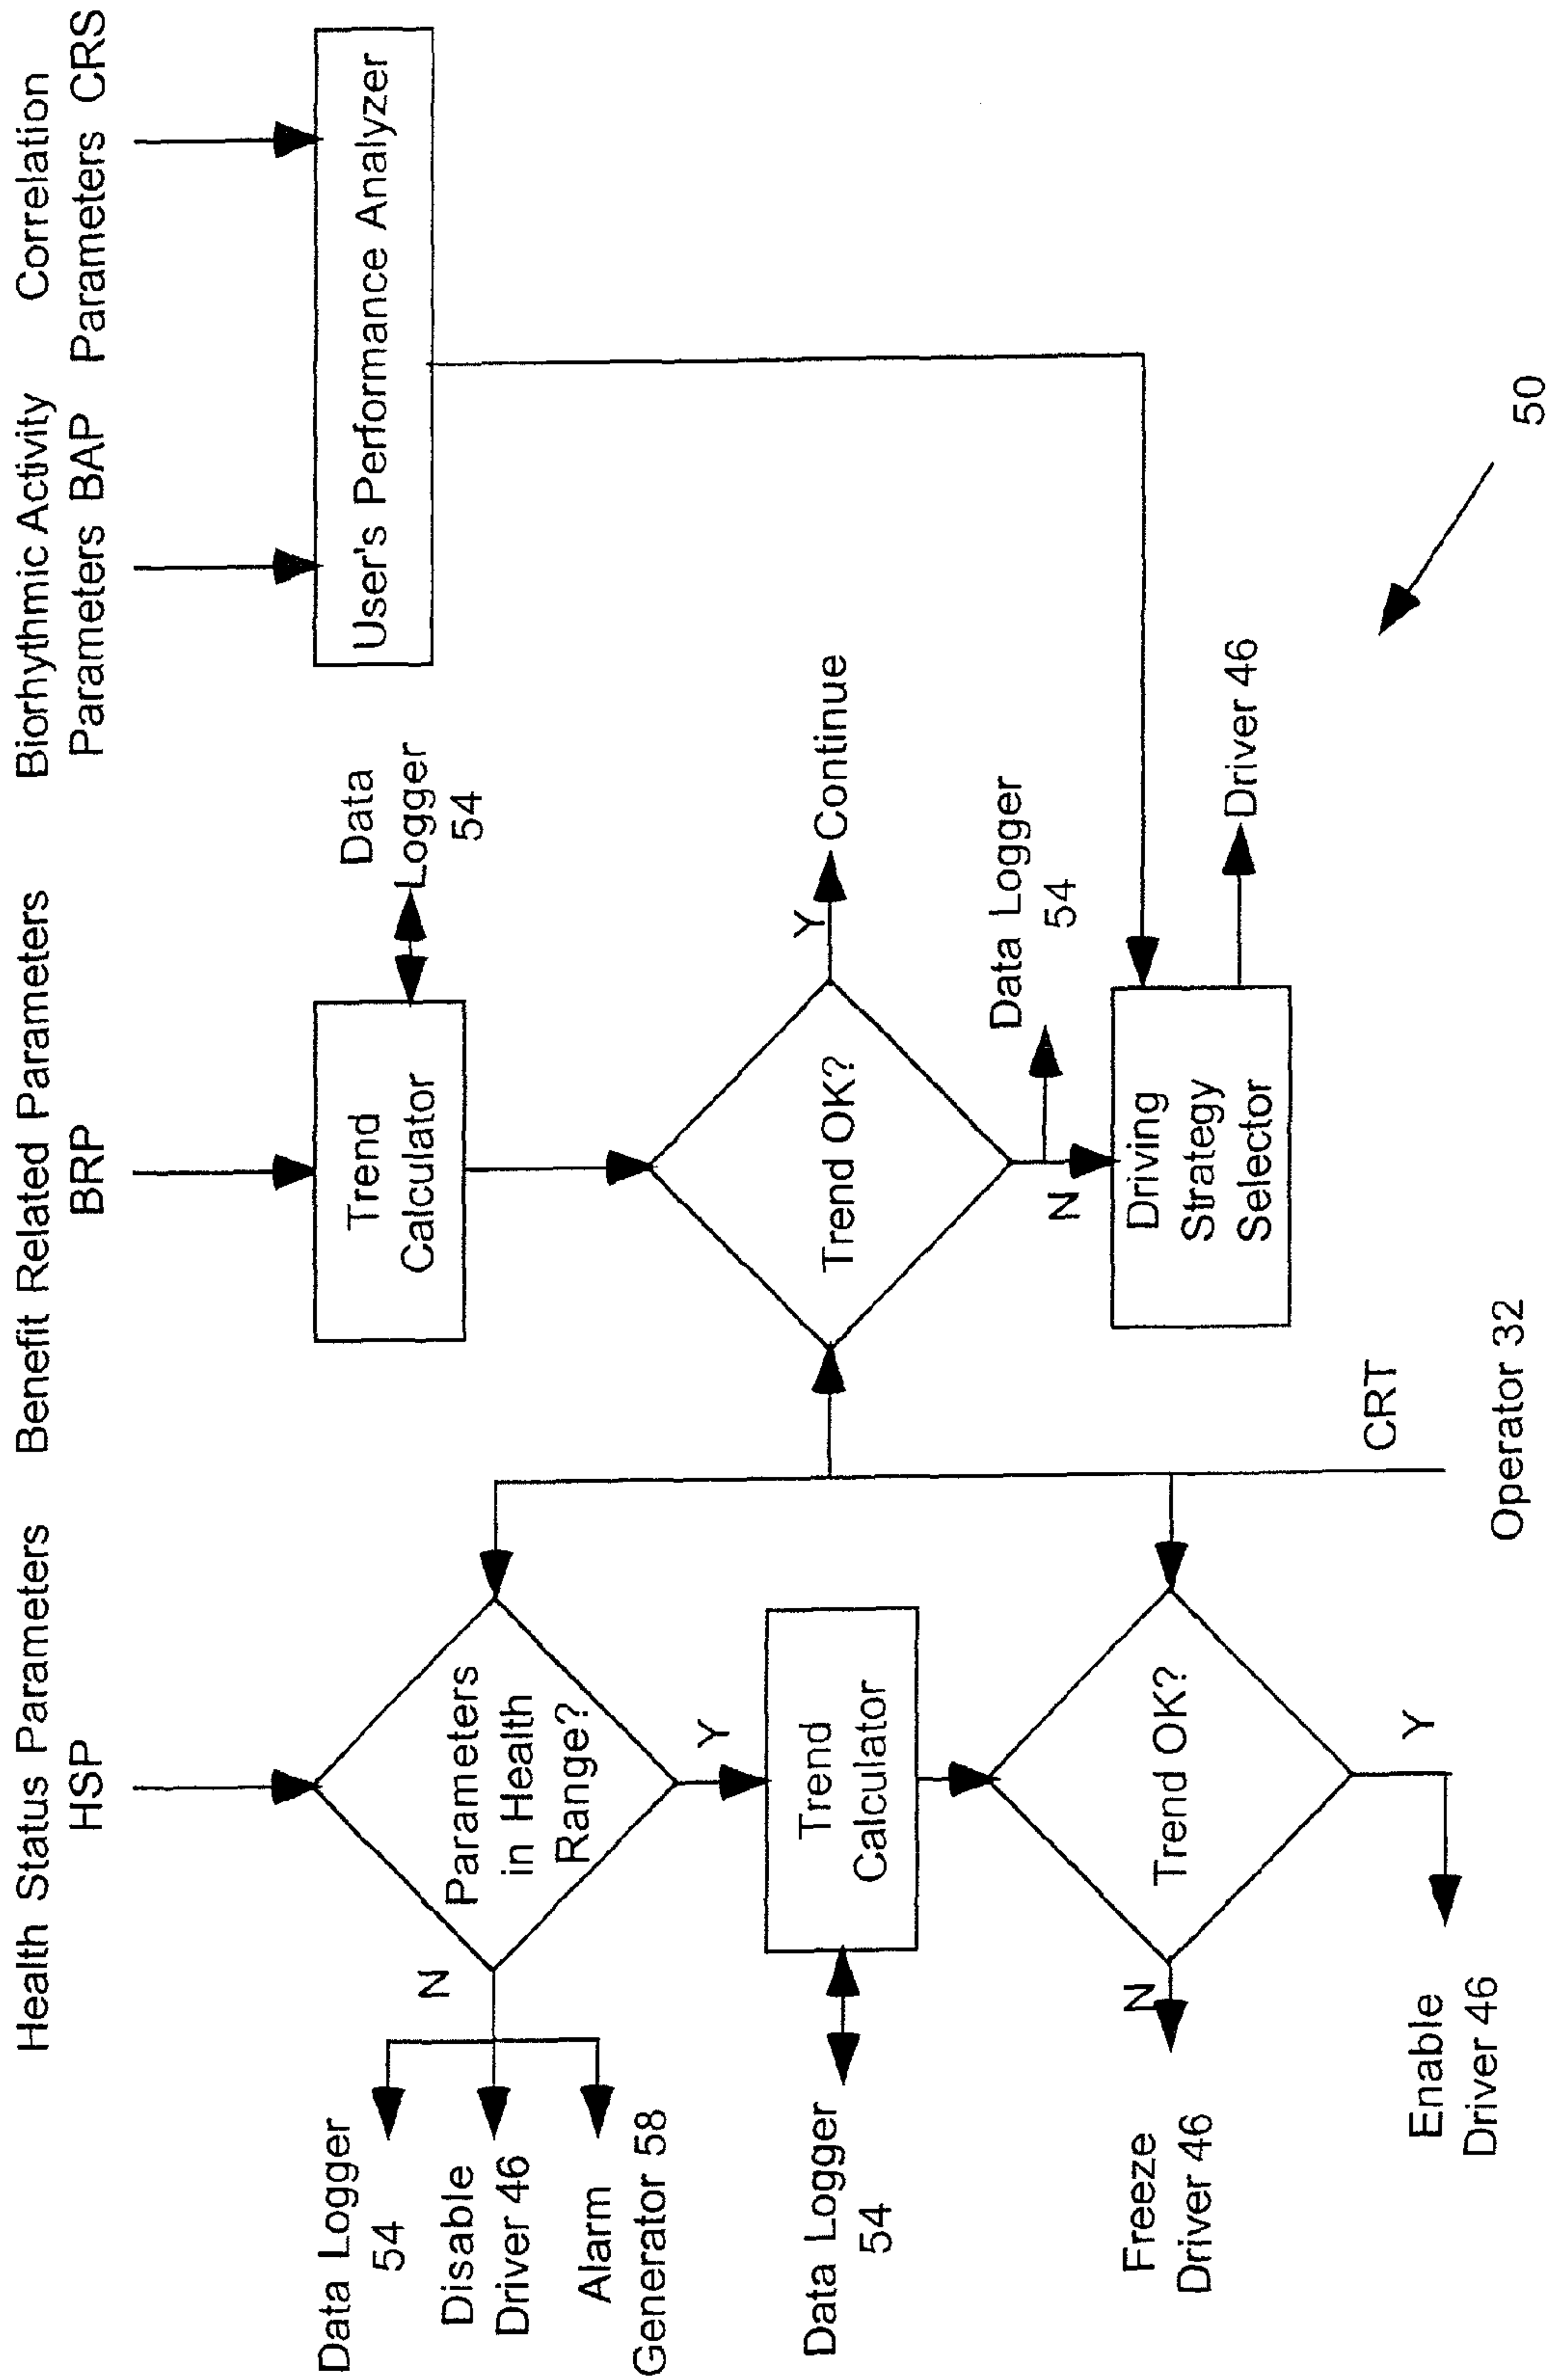 Health Status Parameters
HSP
Benefit Related Parameters
BRP
Biorhythmic Activity
Parameters BAP
Correlation
Parameters CRS
Parameters
in Health
Range?
N
Y
Data Logger
54
Disable
Driver 46
Alarm
Generator 58
Trend
Calculator
Data Logger
54
Trend OK?
N
Freeze
Driver 46
Y
Enable
Driver 46
CRT
Operator 32
Trend
Calculator
Data
Logger
54
Trend OK?
Y
Continue
N
Data Logger
54
Driving
Strategy
Selector
Driver 46
User's Performance Analyzer
50